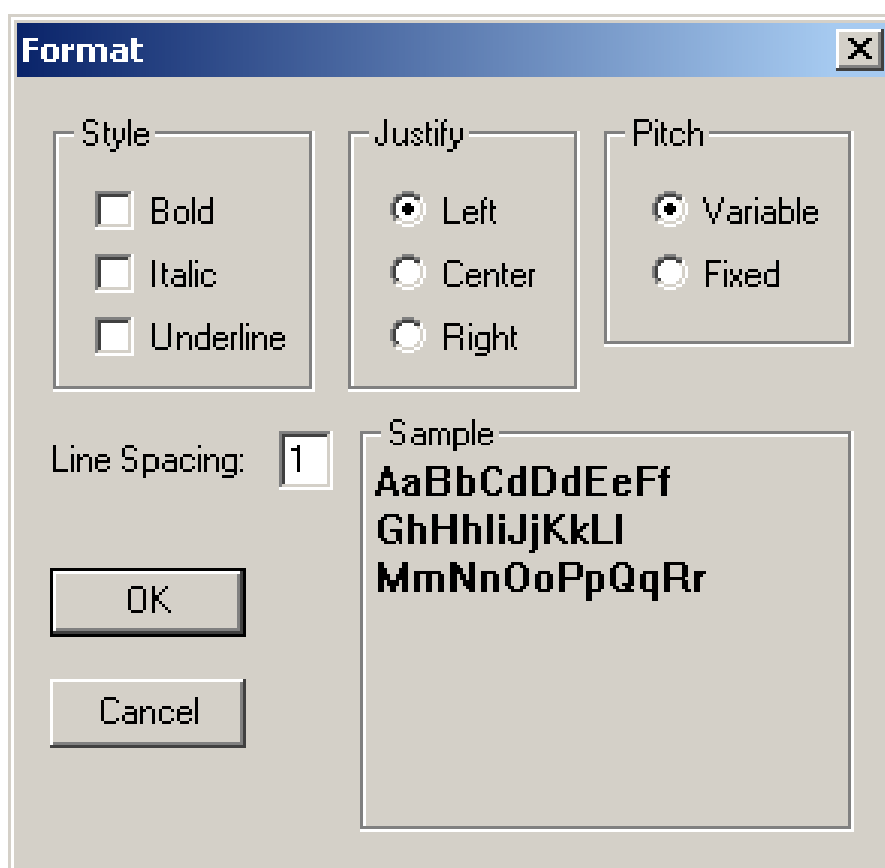 Format
Style
Bold
Italic
Underline
Justify
Left
Center
Right
Pitch
Variable
Fixed
Line Spacing: 1
Sample
AaBbCdDdEeFf
GhHhIiJjKkLl
MmNnOoPpQqRr
OK
Cancel